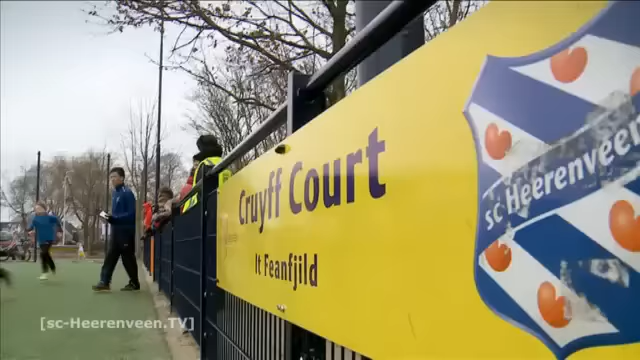 Cruyff Court
It Feanfjild
sc Heerenveen
[sc-Heerenveen.TV]